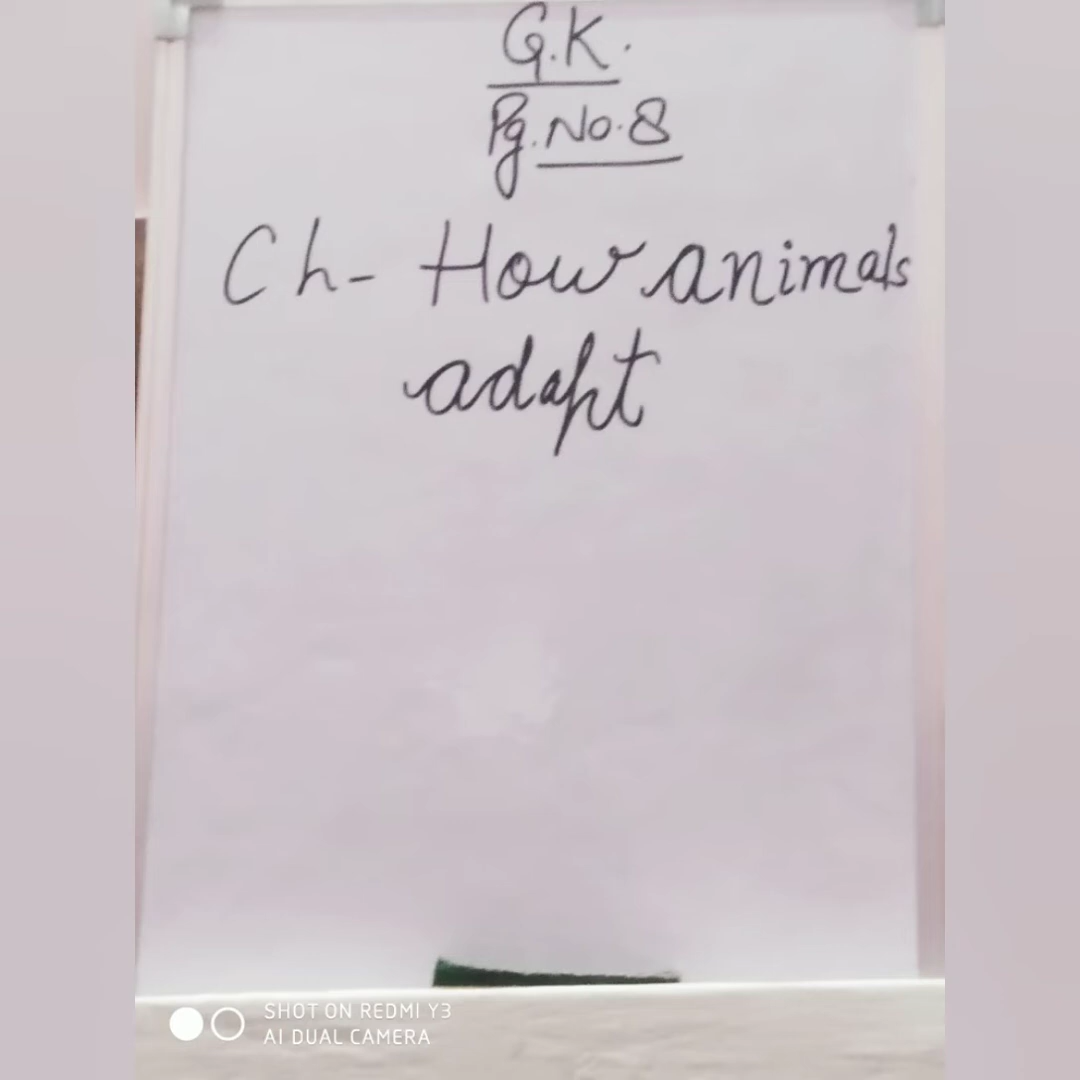 G.K.
Pg. No. 8
Ch- How animals
adapt
SHOT ON REDMI Y3
AI DUAL CAMERA